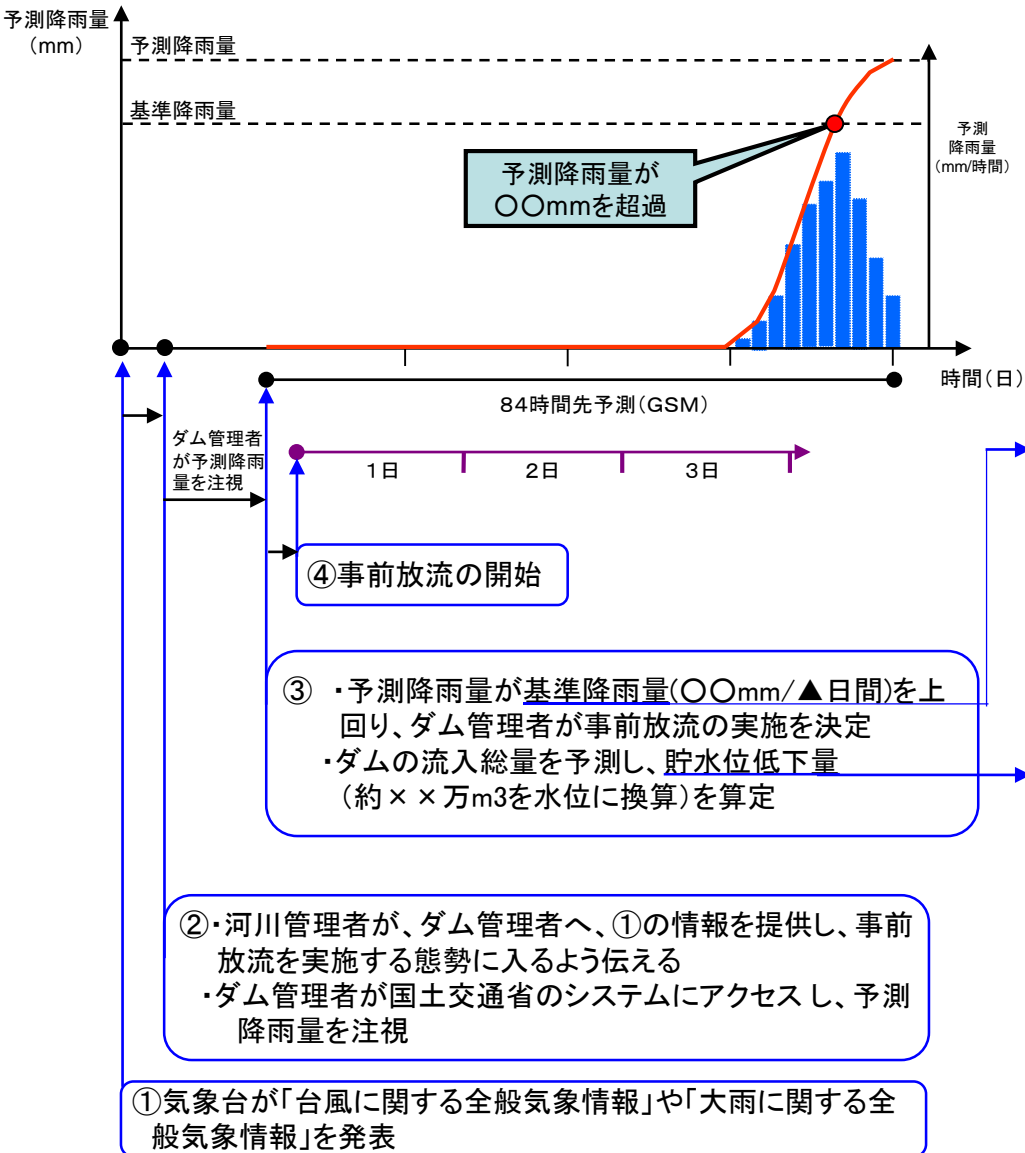 予測降雨量
(mm)
予測降雨量
基準降雨量
予測
降雨量
(mm/時間)
予測降雨量が
〇〇mmを超過
時間(日)
84時間先予測(GSM)
ダム管理者
が予測降雨
量を注視
1日
2日
3日
④事前放流の開始
③ ・予測降雨量が基準降雨量(〇〇mm/▲日間)を上
回り、ダム管理者が事前放流の実施を決定
・ダムの流入総量を予測し、貯水位低下量
(約××万m3を水位に換算)を算定
②・河川管理者が、ダム管理者へ、①の情報を提供し、事前
放流を実施する態勢に入るよう伝える
・ダム管理者が国土交通省のシステムにアクセスし、予測
降雨量を注視
①気象台が「台風に関する全般気象情報」や「大雨に関する全
般気象情報」を発表